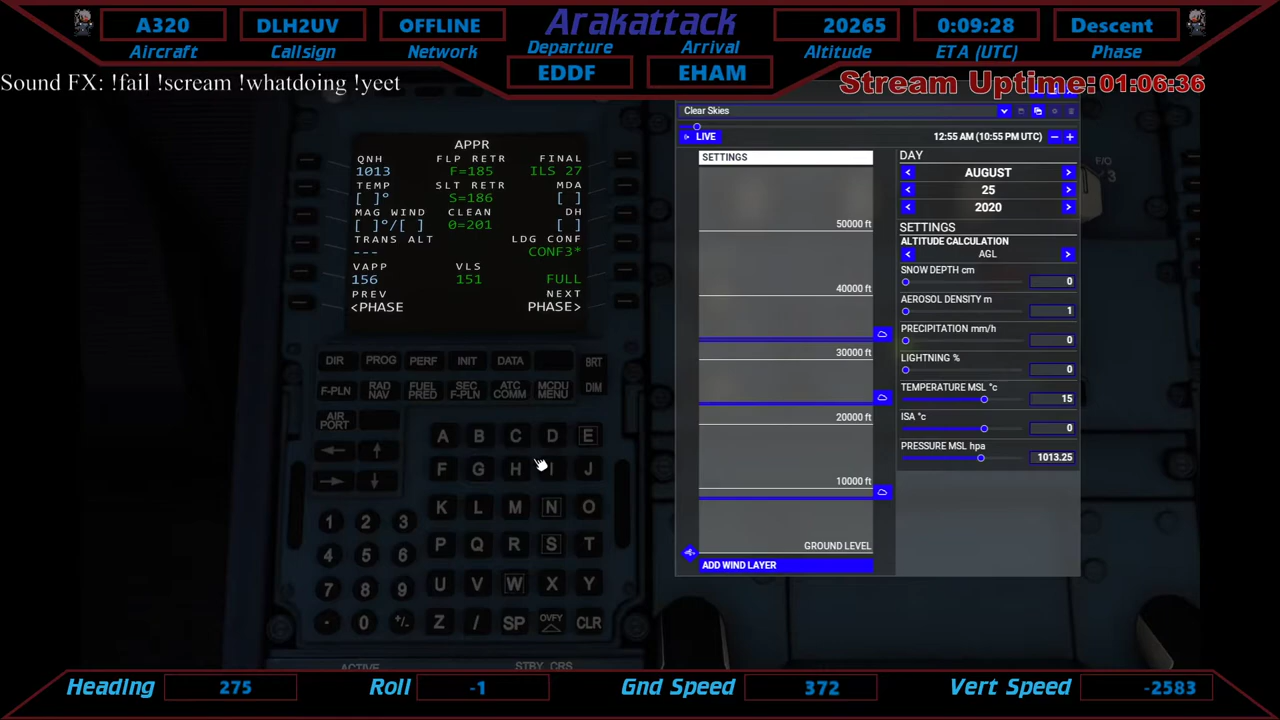 A320
DLH2UV
OFFLINE
Arakattack
20265
0:09:28
Descent
Aircraft
Callsign
Network
Departure
Arrival
Altitude
ETA (UTC)
Phase
EDDF
EHAM
Sound FX: !fail !scream !whatdoing !yeet
Stream Uptime: 01:06:36
APPR
QNH FLP RETR FINAL
1013 F=185 ILS 27
TEMP SLT RETR MDA
[ ]° S=186 [ ]
MAG WIND CLEAN DH
[ ]°/[ ] 0=201 [ ]
TRANS ALT LDG CONF
--- CONF3*
VAPP VLS
156 151 FULL
PREV NEXT
<PHASE PHASE>
DIR PROG PERF INIT DATA BRT
F-PLN RAD NAV FUEL PRED SEC F-PLN ATC COMM MCDU MENU DIM
AIR PORT
A B C D E
F G H I J
K L M N O
1 2 3
P Q R S T
4 5 6
U V W X Y
7 8 9
Z / SP OVFY CLR
- 0 +/-
ACTIVE STBY CRS
Clear Skies
LIVE
12:55 AM (10:55 PM UTC) − +
SETTINGS
50000 ft
40000 ft
30000 ft
20000 ft
10000 ft
GROUND LEVEL
ADD WIND LAYER
DAY
AUGUST
25
2020
SETTINGS
ALTITUDE CALCULATION
AGL
SNOW DEPTH cm
0
AEROSOL DENSITY m
1
PRECIPITATION mm/h
0
LIGHTNING %
0
TEMPERATURE MSL °c
15
ISA °c
0
PRESSURE MSL hpa
1013.25
F/O
3
Heading 275
Roll -1
Gnd Speed 372
Vert Speed -2583